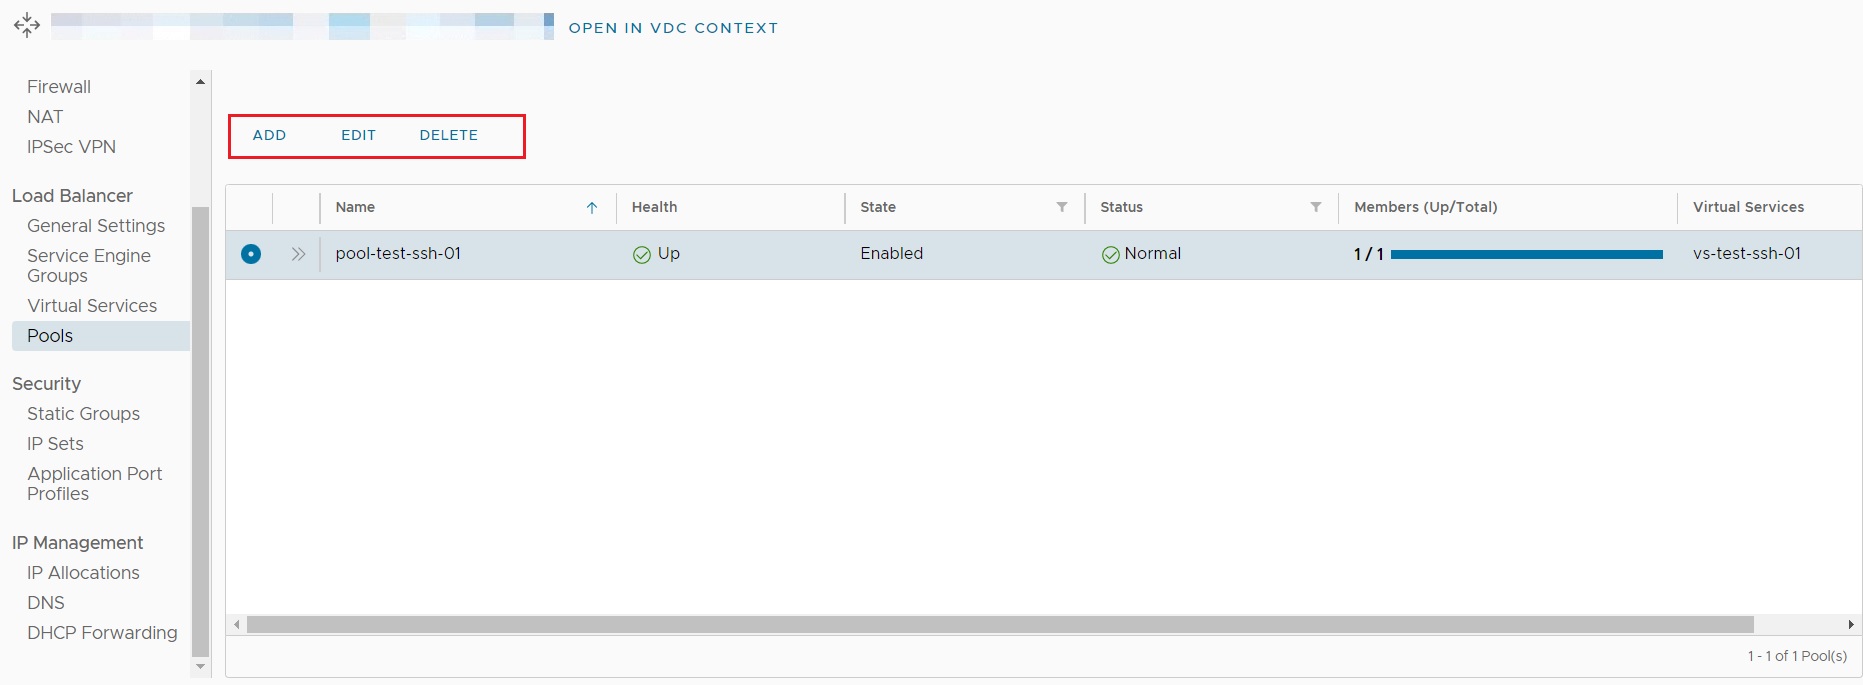 OPEN IN VDC CONTEXT
Firewall
NAT
IPSec VPN
Load Balancer
General Settings
Service Engine
Groups
Virtual Services
Pools
Security
Static Groups
IP Sets
Application Port
Profiles
IP Management
IP Allocations
DNS
DHCP Forwarding
ADD EDIT DELETE
Name Health State Status Members (Up/Total) Virtual Services
pool-test-ssh-01 Up Enabled Normal 1 / 1 vs-test-ssh-01
1 - 1 of 1 Pool(s)